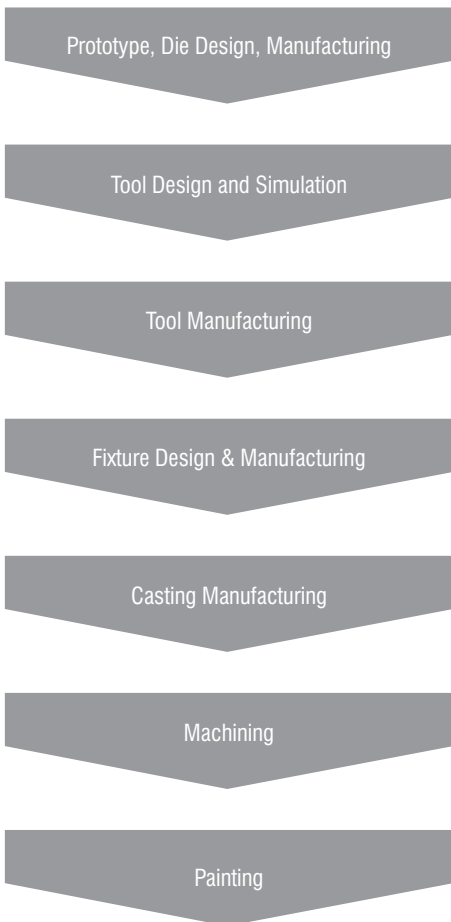 Prototype, Die Design, Manufacturing
Tool Design and Simulation
Tool Manufacturing
Fixture Design & Manufacturing
Casting Manufacturing
Machining
Painting